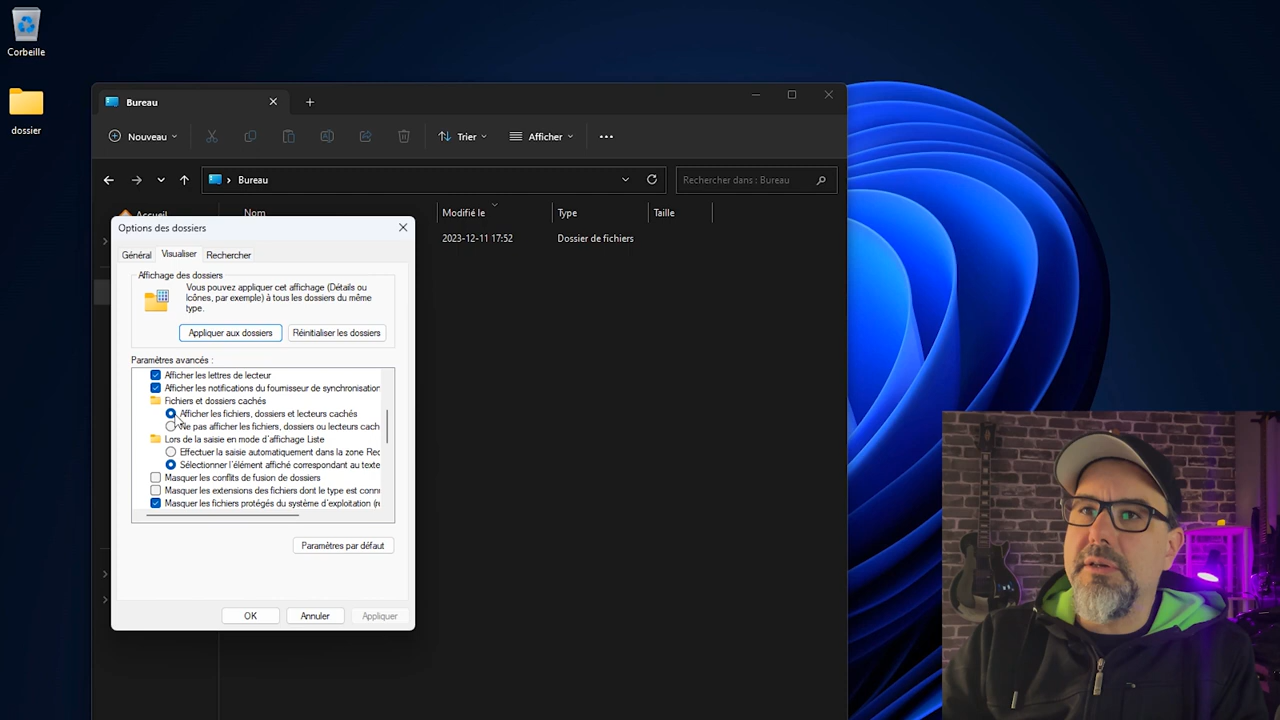 Corbeille
dossier
Bureau
Nouveau
Trier
Afficher
Bureau
Rechercher dans : Bureau
Accueil
Nom
Modifié le
Type
Taille
2023-12-11 17:52
Dossier de fichiers
Options des dossiers
Général
Visualiser
Rechercher
Affichage des dossiers
Vous pouvez appliquer cet affichage (Détails ou
Icônes, par exemple) à tous les dossiers du même
type.
Appliquer aux dossiers
Réinitialiser les dossiers
Paramètres avancés :
Afficher les lettres de lecteur
Afficher les notifications du fournisseur de synchronisation
Fichiers et dossiers cachés
Afficher les fichiers, dossiers et lecteurs cachés
Ne pas afficher les fichiers, dossiers ou lecteurs cach
Lors de la saisie en mode d'affichage Liste
Effectuer la saisie automatiquement dans la zone Rec
Sélectionner l'élément affiché correspondant au texte
Masquer les conflits de fusion de dossiers
Masquer les extensions des fichiers dont le type est conn
Masquer les fichiers protégés du système d'exploitation (re
Paramètres par défaut
OK
Annuler
Appliquer